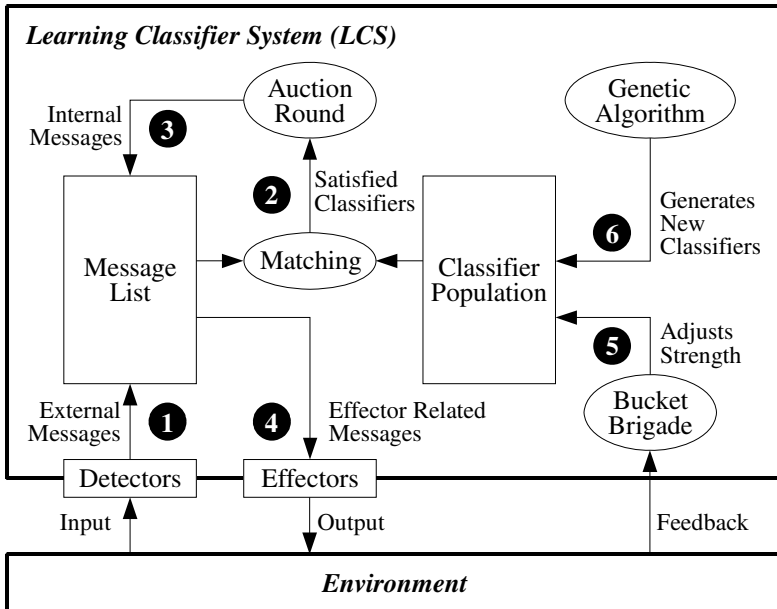 Learning Classifier System (LCS)
Auction
Round
Genetic
Algorithm
Internal
Messages
3
2
Satisfied
Classifiers
6
Generates
New
Classifiers
Message
List
Matching
Classifier
Population
5
Adjusts
Strength
External
Messages
1
4
Effector Related
Messages
Bucket
Brigade
Detectors
Effectors
Input
Output
Feedback
Environment